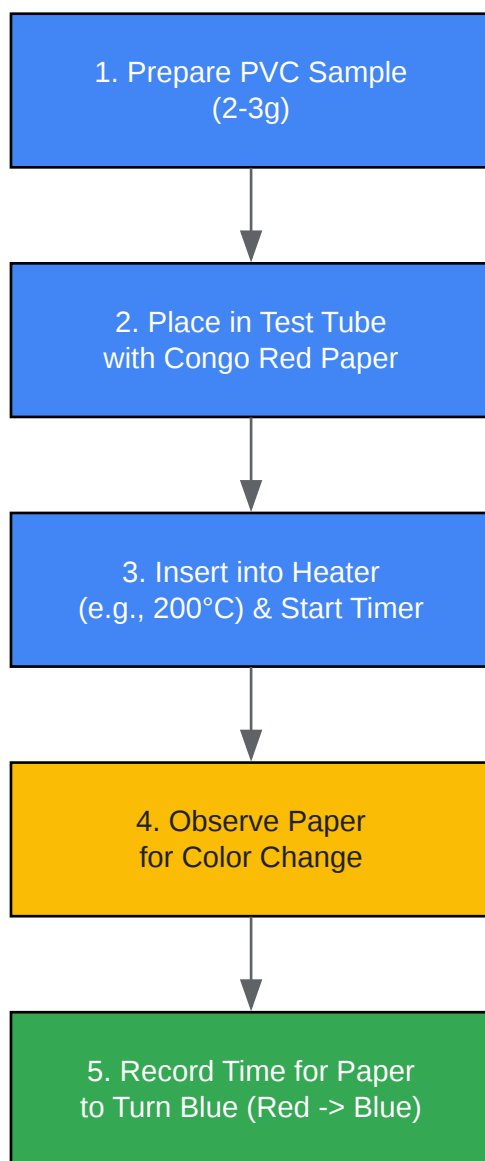 1. Prepare PVC Sample
(2-3g)
2. Place in Test Tube
with Congo Red Paper
3. Insert into Heater
(e.g., 200°C) & Start Timer
4. Observe Paper
for Color Change
5. Record Time for Paper
to Turn Blue (Red -> Blue)